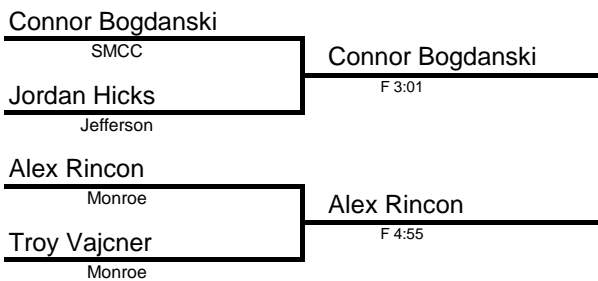 Connor Bogdanski
SMCC
Connor Bogdanski
F 3:01
Jordan Hicks
Jefferson
Alex Rincon
Monroe
Alex Rincon
F 4:55
Troy Vajcner
Monroe